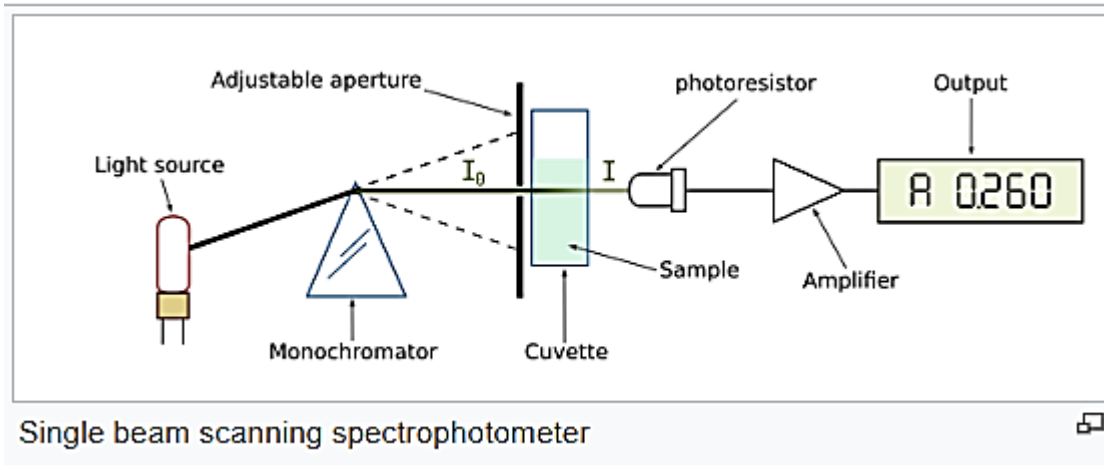 Adjustable aperture
photoresistor
Output
Light source
I₀
I
A 0.260
Sample
Amplifier
Monochromator
Cuvette
Single beam scanning spectrophotometer